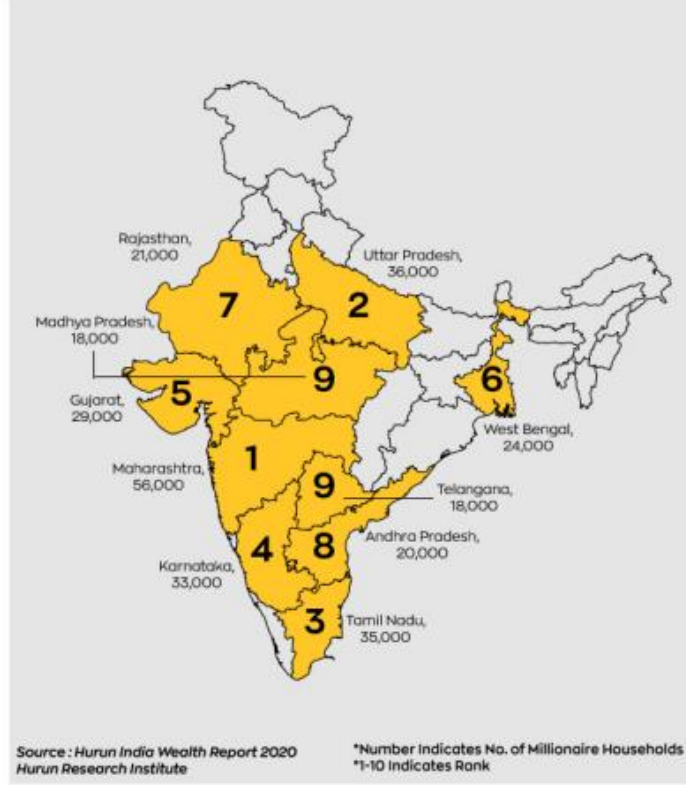 Rajasthan,
21,000
Uttar Pradesh,
36,000
7
2
Madhya Pradesh,
18,000
9
5
6
Gujarat,
29,000
West Bengal,
24,000
1
Maharashtra,
56,000
9
Telangana,
18,000
Andhra Pradesh,
20,000
8
4
Karnataka,
33,000
3
Tamil Nadu,
35,000
Source : Hurun India Wealth Report 2020
Hurun Research Institute
*Number Indicates No. of Millionaire Households
*1-10 Indicates Rank